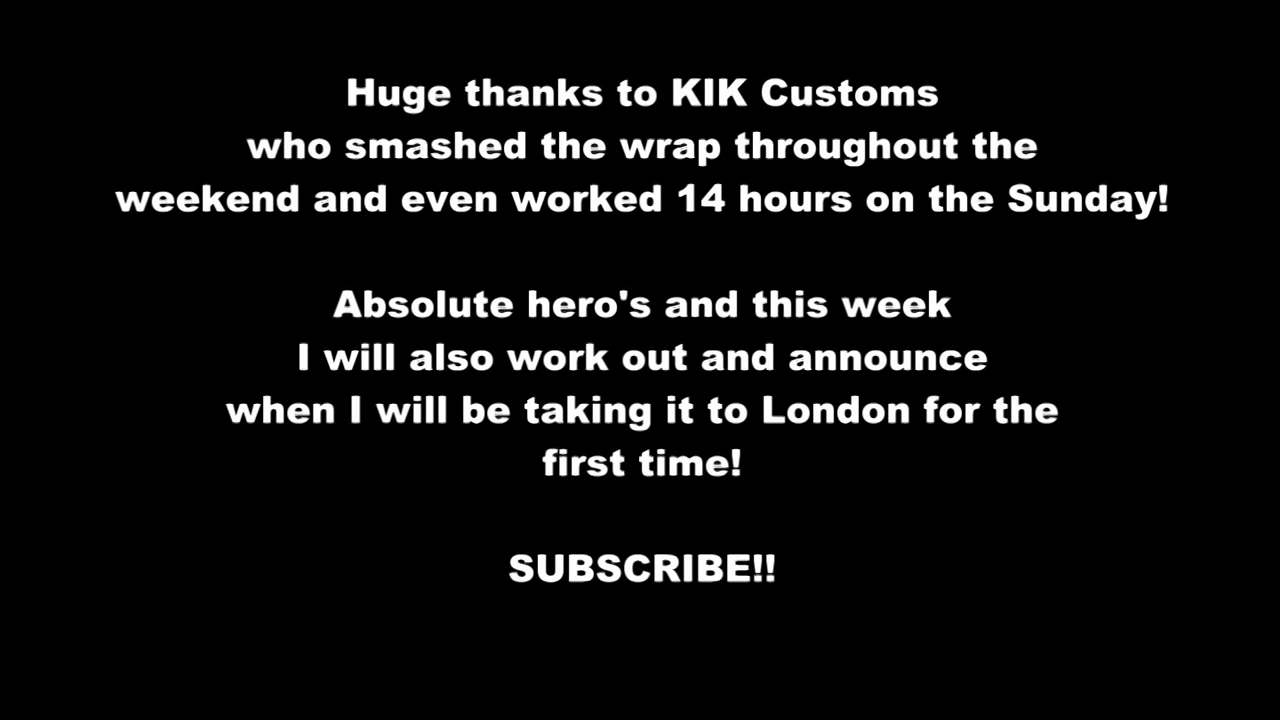 Huge thanks to KIK Customs
who smashed the wrap throughout the
weekend and even worked 14 hours on the Sunday!
Absolute hero's and this week
I will also work out and announce
when I will be taking it to London for the
first time!
SUBSCRIBE!!